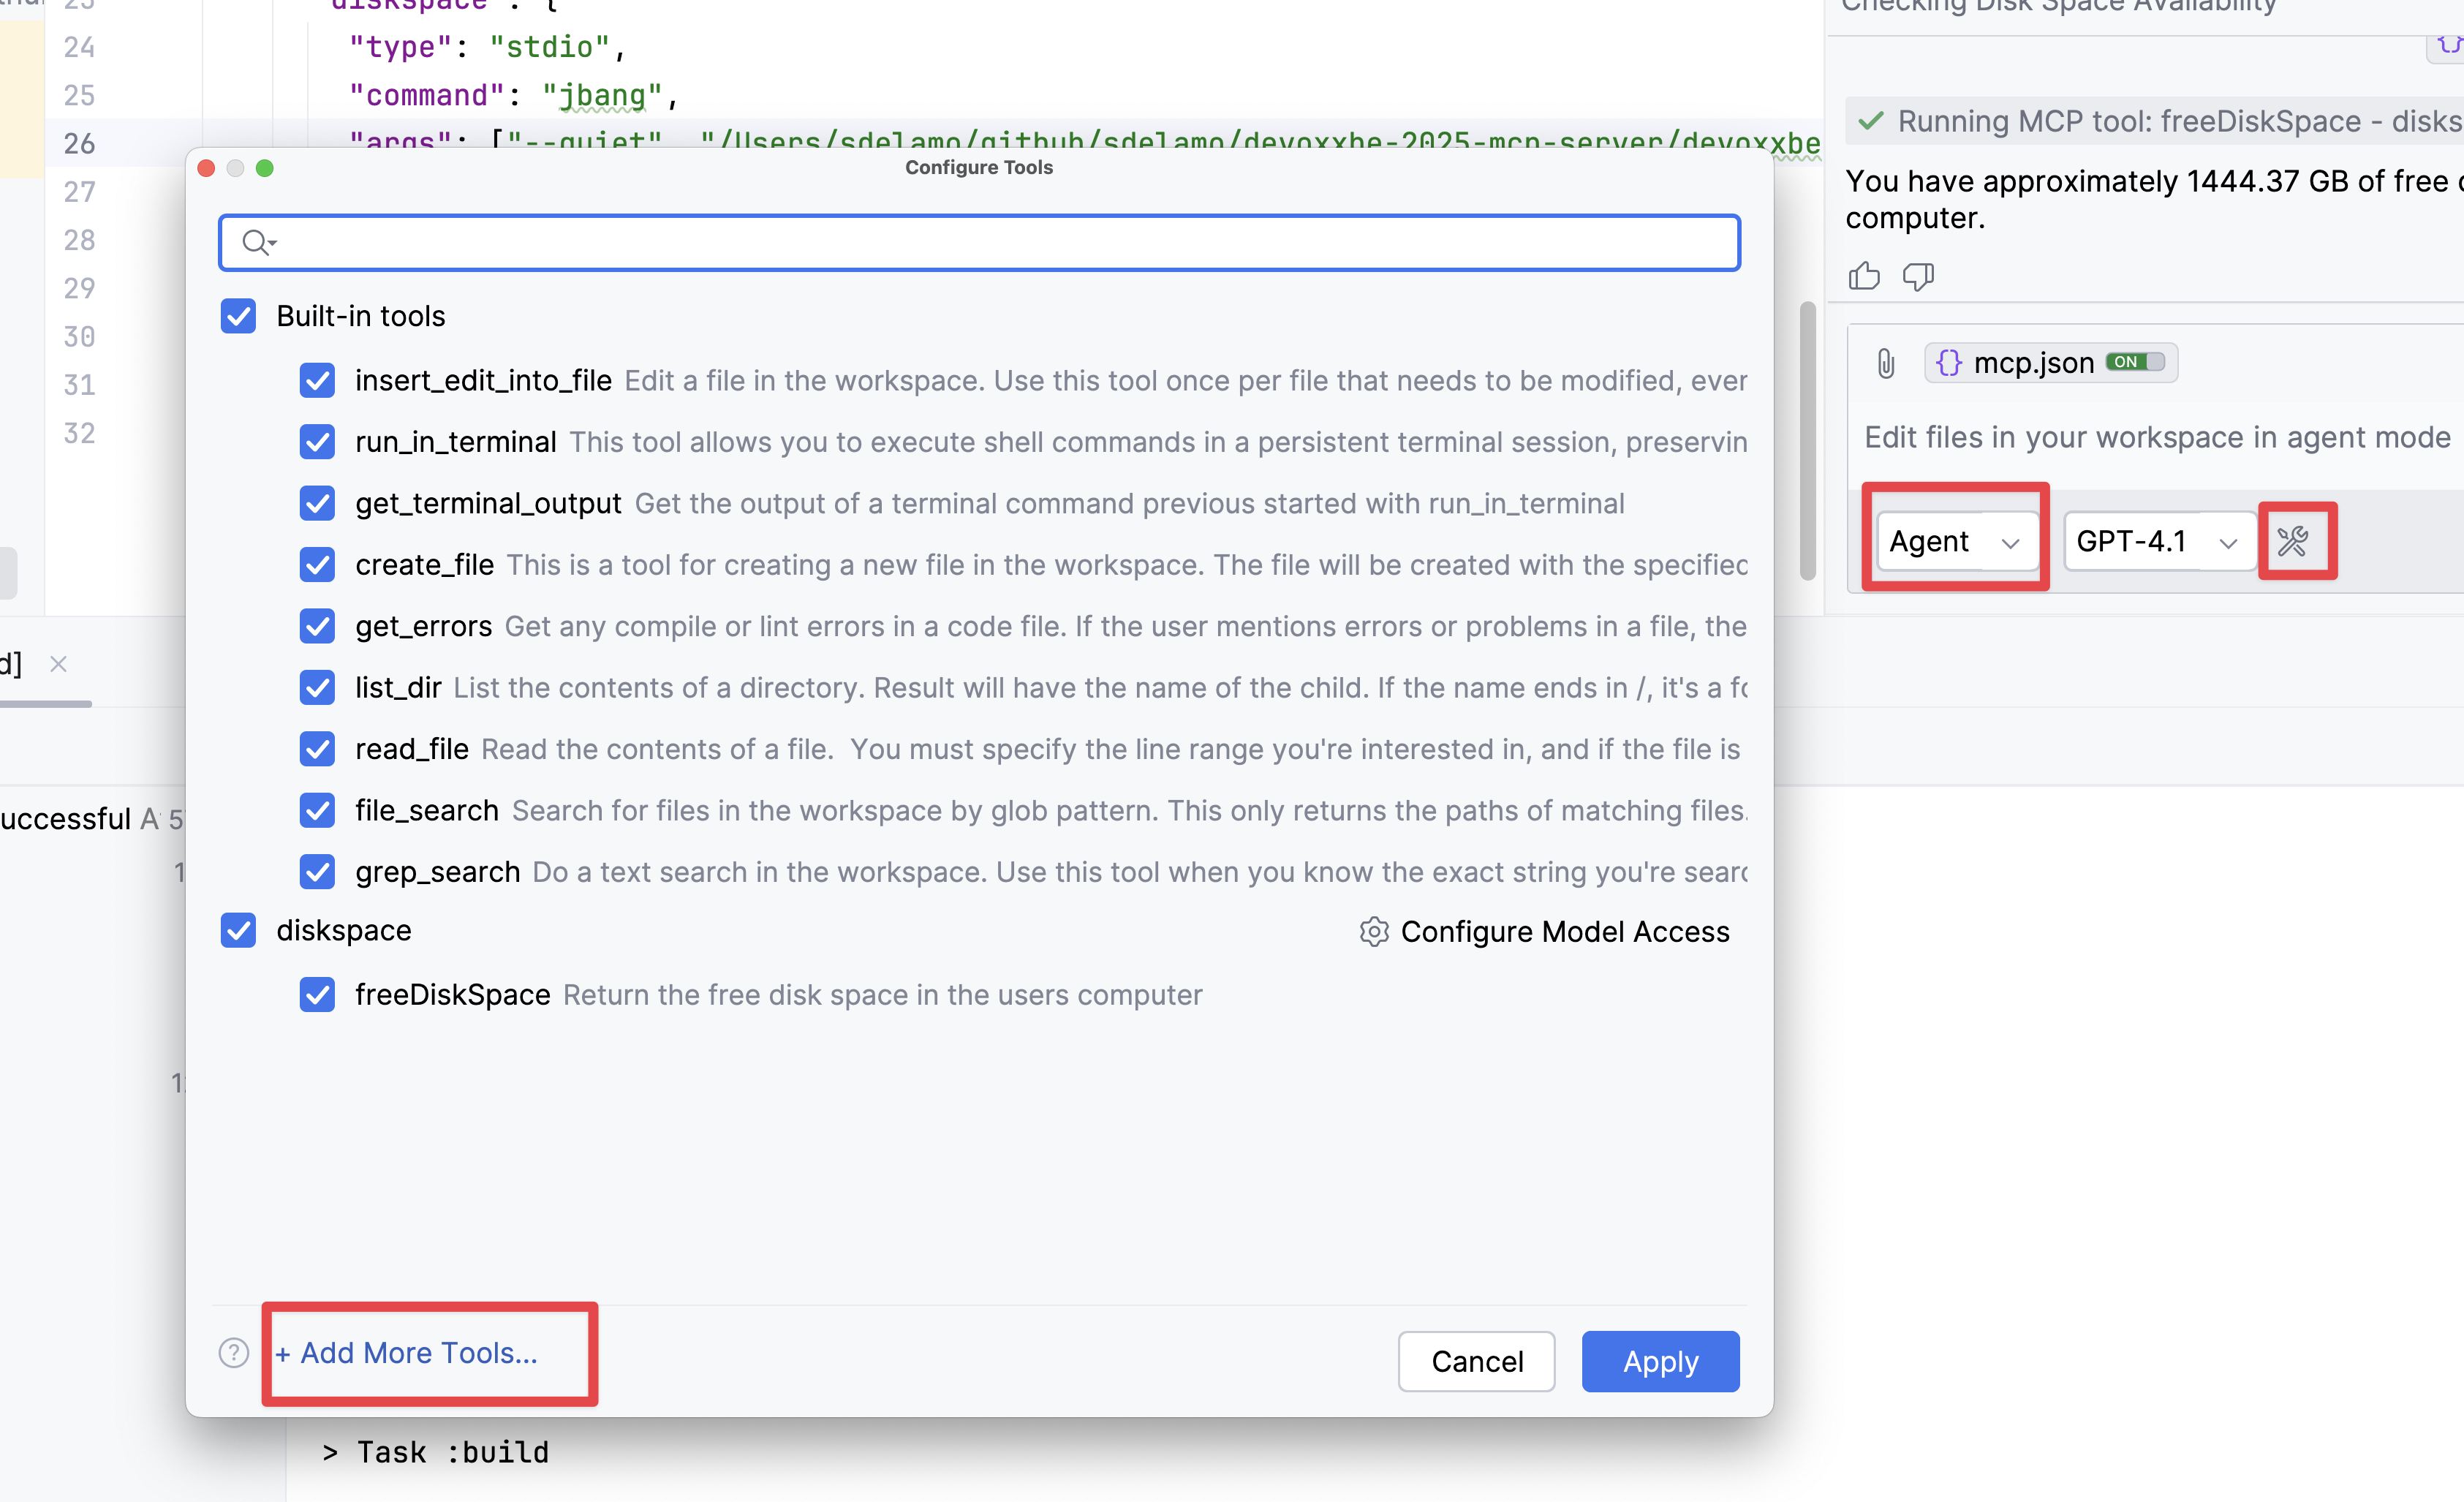 "type": "stdio",
24
"command": "jbang",
25
"args": ["--quiet", "/Users/sdelamo/github/sdelamo/devoxxbe-2025-mcp-server/devoxxbe
26
27
28
29
30
31
32
Configure Tools
Built-in tools
insert_edit_into_file Edit a file in the workspace. Use this tool once per file that needs to be modified,
run_in_terminal This tool allows you to execute shell commands in a persistent terminal session,
get_terminal_output Get the output of a terminal command previous started with run_in_terminal
create_file This is a tool for creating a new file in the workspace. The file will be created with the specified
get_errors Get any compile or lint errors in a code file. If the user mentions errors or problems in a file, the
list_dir List the contents of a directory. Result will have the name of the child. If the name ends in /, it's a
read_file Read the contents of a file. You must specify the line range you're interested in, and if the file is
file_search Search for files in the workspace by glob pattern. This only returns the paths of matching files.
grep_search Do a text search in the workspace. Use this tool when you know the exact string you're
diskspace
Configure Model Access
freeDiskSpace Return the free disk space in the users computer
+ Add More Tools...
Cancel
Apply
> Task :build
Checking Disk Space Availability
Running MCP tool: freeDiskSpace -
You have approximately 1444.37 GB of free
computer.
mcp.json ON
Edit files in your workspace in agent mode
Agent
GPT-4.1